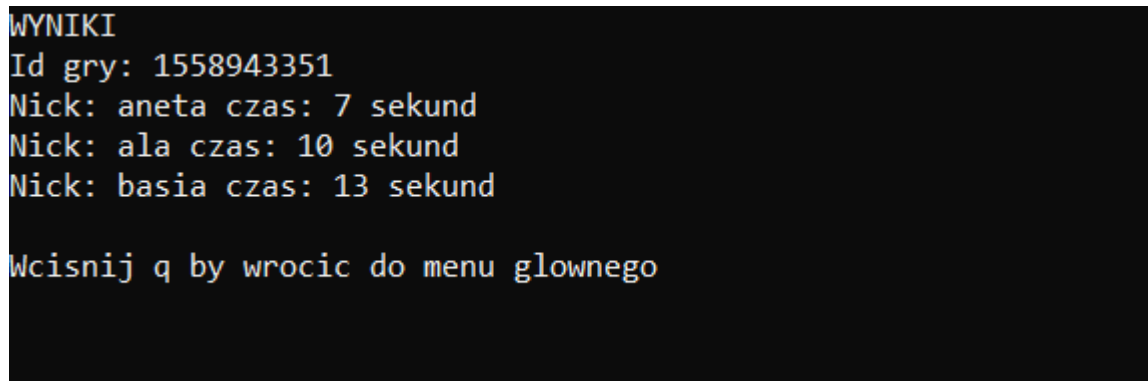 WYNIKI
Id gry: 1558943351
Nick: aneta czas: 7 sekund
Nick: ala czas: 10 sekund
Nick: basia czas: 13 sekund
Wcisnij q by wrocic do menu glownego